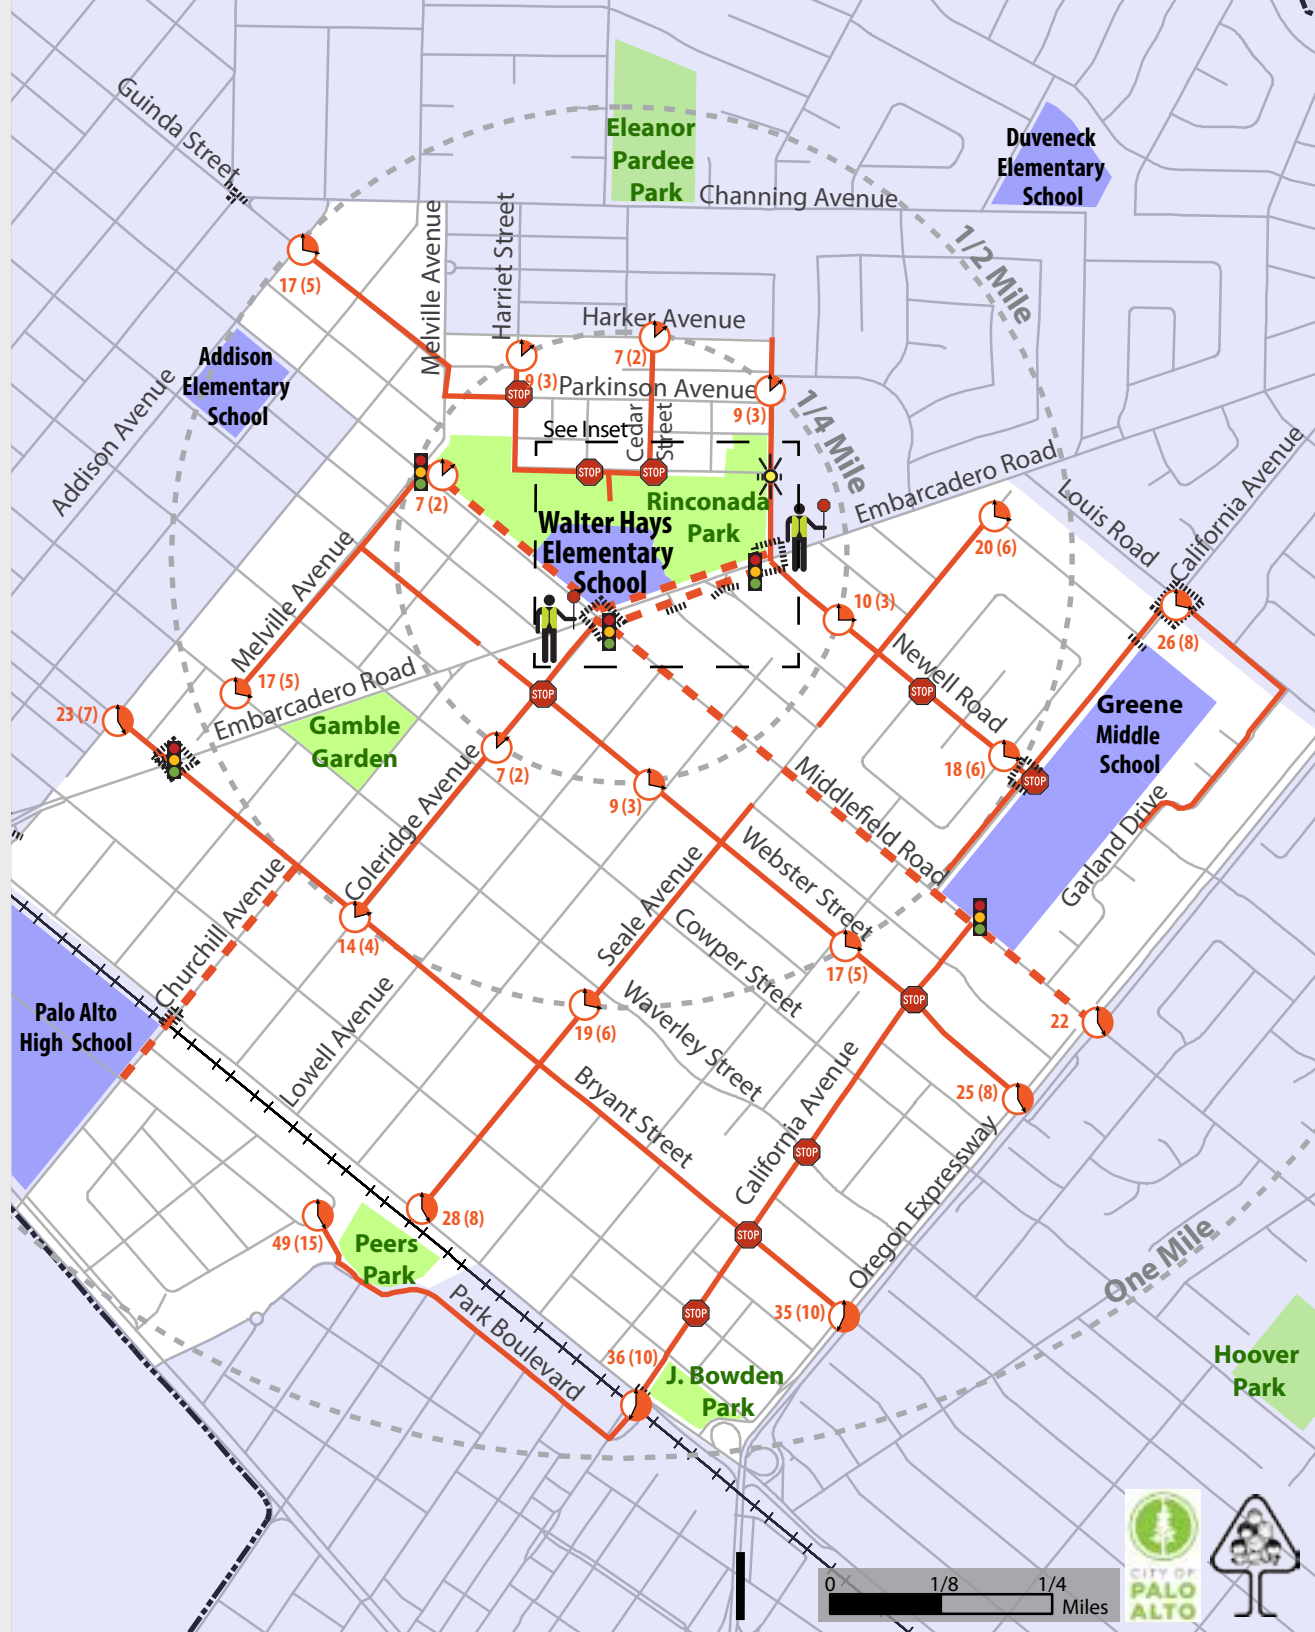 Guinda Street
Eleanor
Pardee
Park
Duveneck
Elementary
School
Channing Avenue
Melville Avenue
Harriet Street
1/2 Mile
17 (5)
Harker Avenue
7 (2)
Addison
Elementary
School
9 (3)
STOP
Parkinson Avenue
9 (3)
1/4 Mile
Addison Avenue
See Inset
Cedar
Street
Embarcadero Road
California Avenue
Louis Road
STOP
STOP
7 (2)
Rinconada
Park
Walter Hays
Elementary
School
20 (6)
Melville Avenue
10 (3)
26 (8)
17 (5)
Embarcadero Road
Newell Road
STOP
STOP
23 (7)
Gamble
Garden
Greene
Middle
School
18 (6)
STOP
7 (2)
9 (3)
Middlefield Road
Coleridge Avenue
Garland Drive
Webster Street
Seale Avenue
Churchill Avenue
14 (4)
Cowper Street
17 (5)
STOP
Palo Alto
High School
Lowell Avenue
19 (6)
Waverley Street
22
California Avenue
Bryant Street
25 (8)
STOP
Oregon Expressway
28 (8)
49 (15)
Peers
Park
STOP
One Mile
Park Boulevard
STOP
35 (10)
36 (10)
J. Bowden
Park
Hoover
Park
0
1/8
1/4
Miles
CITY OF
PALO
ALTO